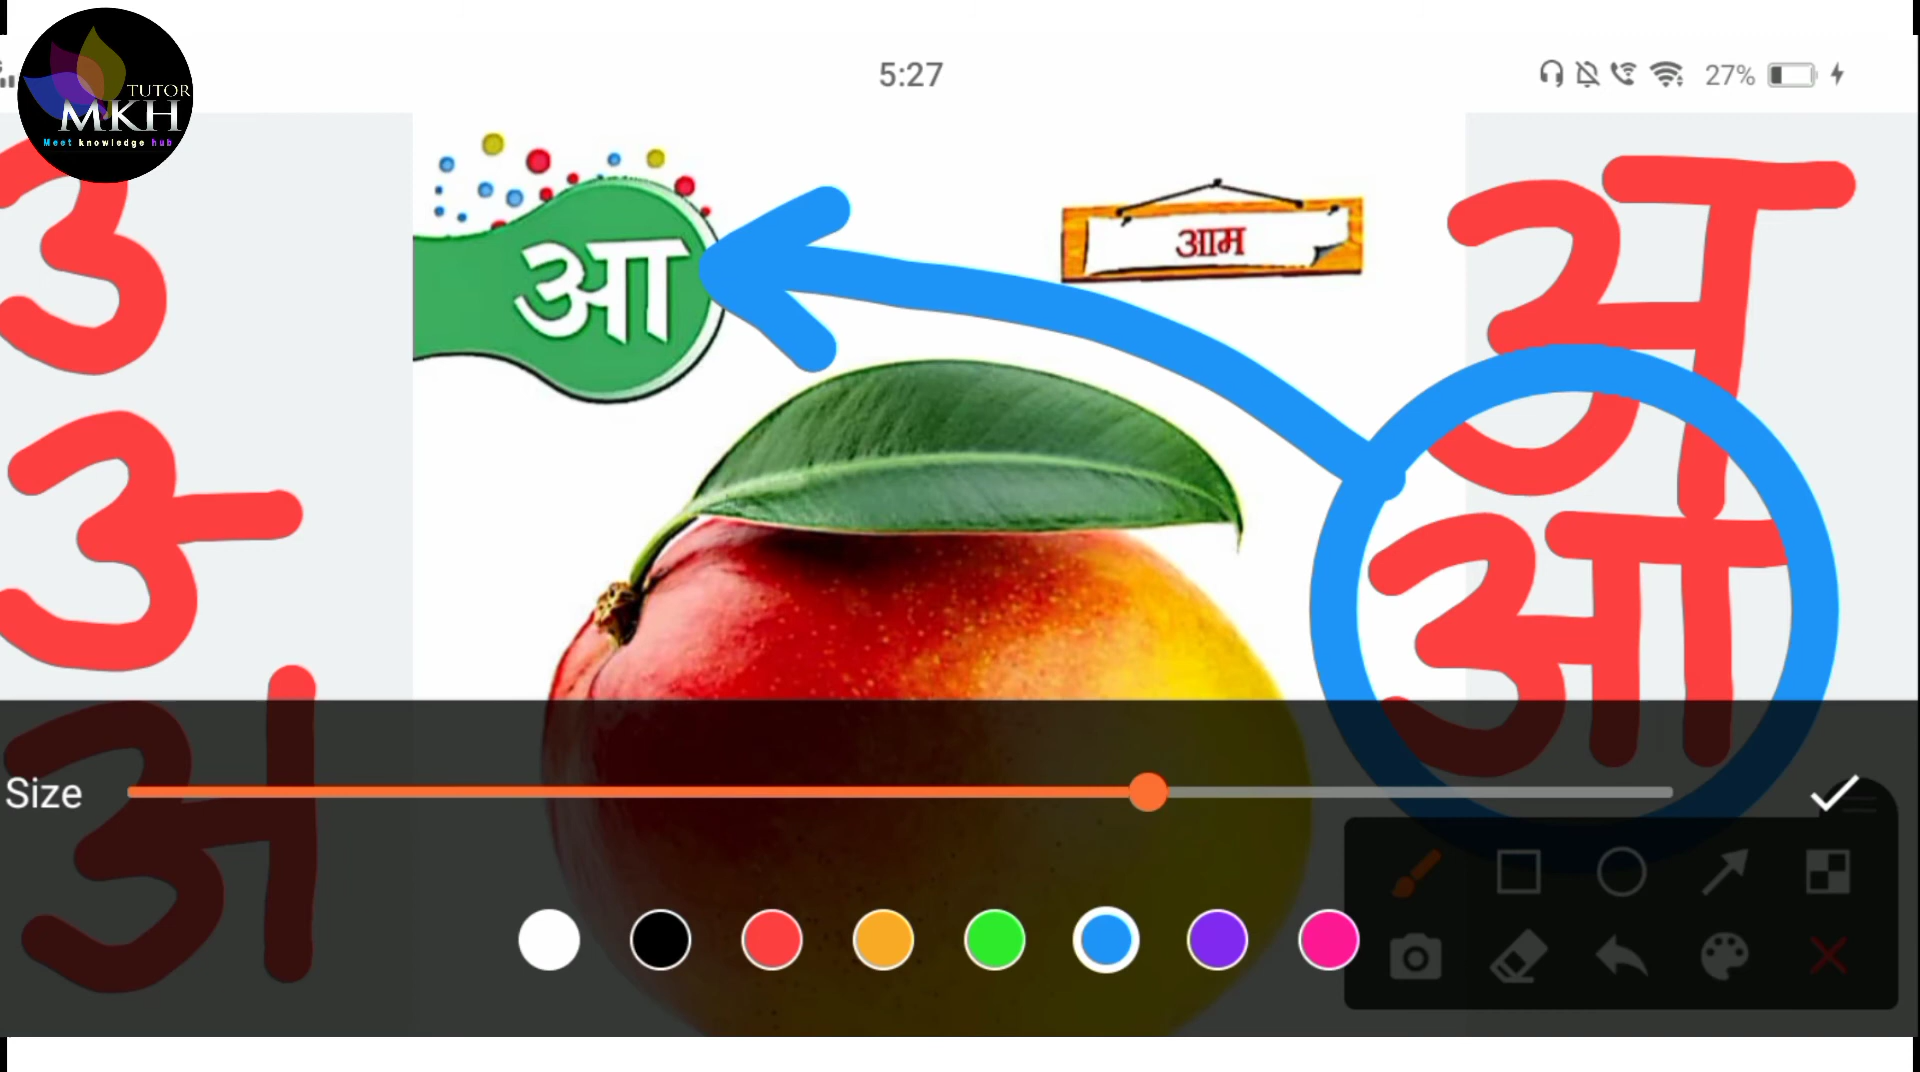 TUTOR
MKH
Meet knowledge hub
5:27
27%
आ
आम
अ
आ
अ
Size